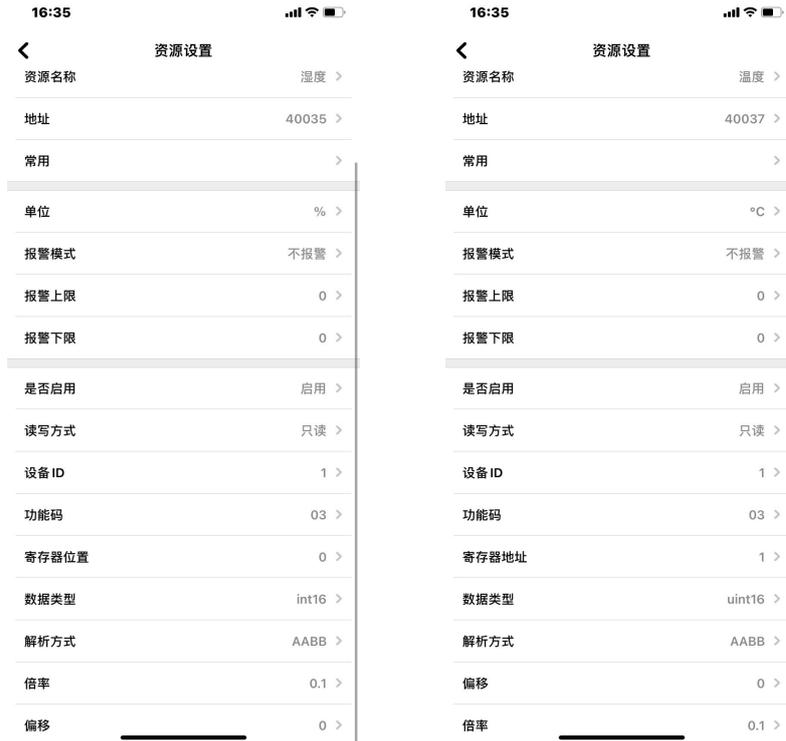 16:35
资源设置
资源名称 湿度
地址 40035
常用
单位 %
报警模式 不报警
报警上限 0
报警下限 0
是否启用 启用
读写方式 只读
设备ID 1
功能码 03
寄存器位置 0
数据类型 int16
解析方式 AABB
倍率 0.1
偏移 0
16:35
资源设置
资源名称 温度
地址 40037
常用
单位 °C
报警模式 不报警
报警上限 0
报警下限 0
是否启用 启用
读写方式 只读
设备ID 1
功能码 03
寄存器地址 1
数据类型 uint16
解析方式 AABB
偏移 0
倍率 0.1